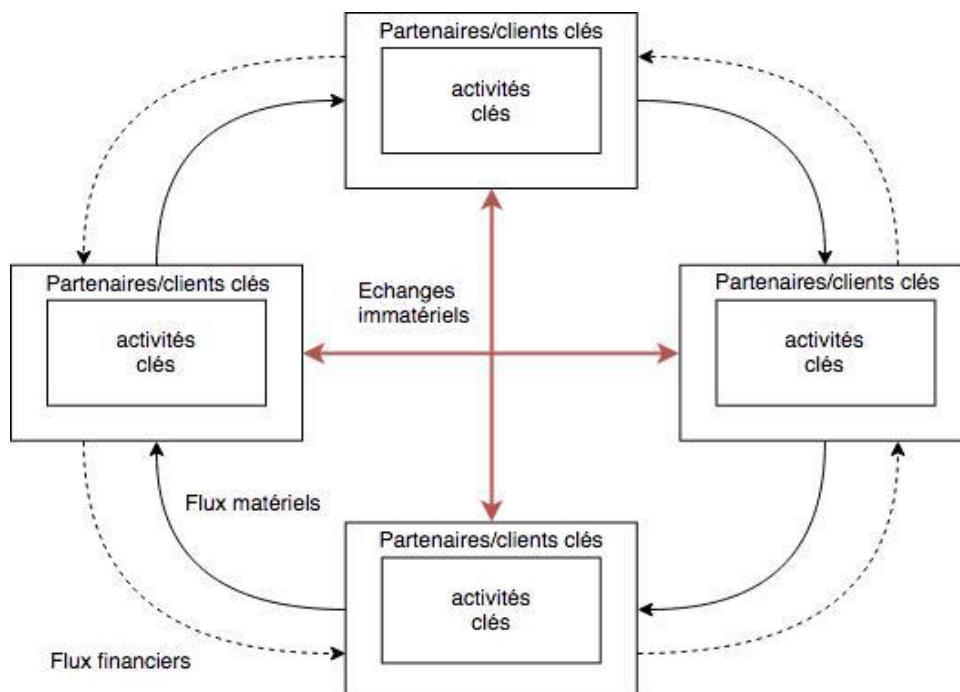 Partenaires/clients clés
activités
clés
Partenaires/clients clés
activités
clés
Echanges
immatériels
Partenaires/clients clés
activités
clés
Flux matériels
Partenaires/clients clés
activités
clés
Flux financiers